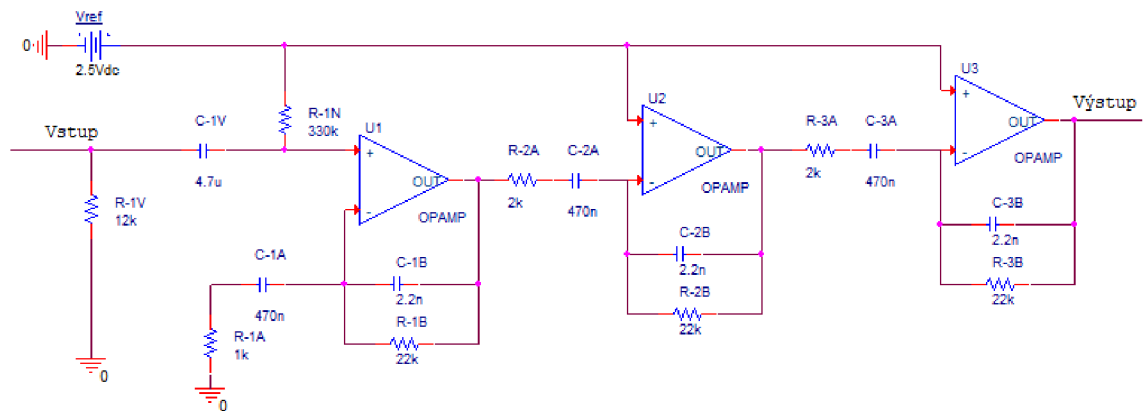 Vref
0
2.5Vdc
Vstup
C-1V
4.7u
R-1V
12k
0
R-1N
330k
U1
+
-
OUT
OPAMP
C-1A
470n
R-1A
1k
0
C-1B
2.2n
R-1B
22k
R-2A
2k
C-2A
470n
U2
+
-
OUT
OPAMP
C-2B
2.2n
R-2B
22k
R-3A
2k
C-3A
470n
U3
+
-
OUT
OPAMP
Výstup
C-3B
2.2n
R-3B
22k